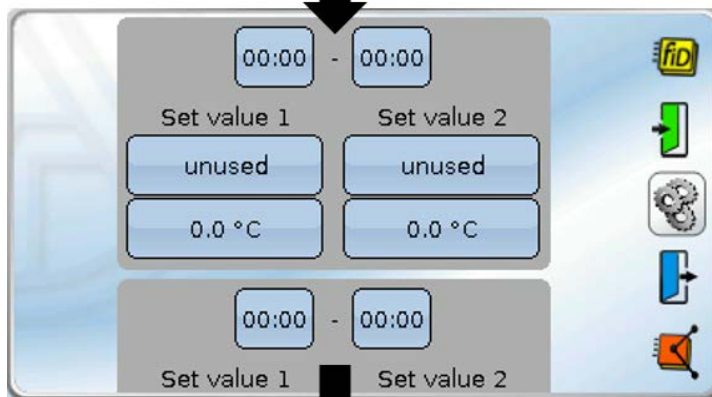 00:00 - 00:00
Set value 1 Set value 2
unused unused
0.0 °C 0.0 °C
00:00 - 00:00
Set value 1 Set value 2
fiD